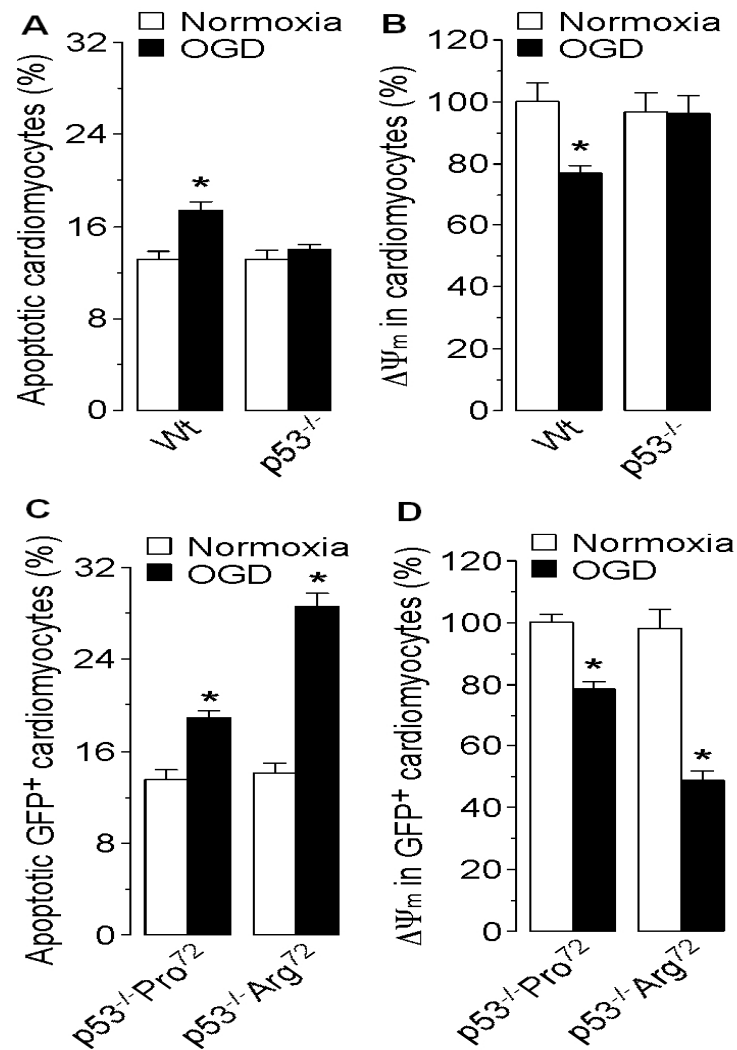 A
Normoxia
OGD
Apoptotic cardiomyocytes (%)
32
24
16
8
0
*
Wt
p53-/-
B
Normoxia
OGD
ΔΨm in cardiomyocytes (%)
120
100
80
60
40
20
0
*
Wt
p53-/-
C
Normoxia
OGD
Apoptotic GFP+ cardiomyocytes (%)
32
24
16
8
0
*
*
p53-/-Pro72
p53-/-Arg72
D
Normoxia
OGD
ΔΨm in GFP+ cardiomyocytes (%)
120
100
80
60
40
20
0
*
*
p53-/-Pro72
p53-/-Arg72